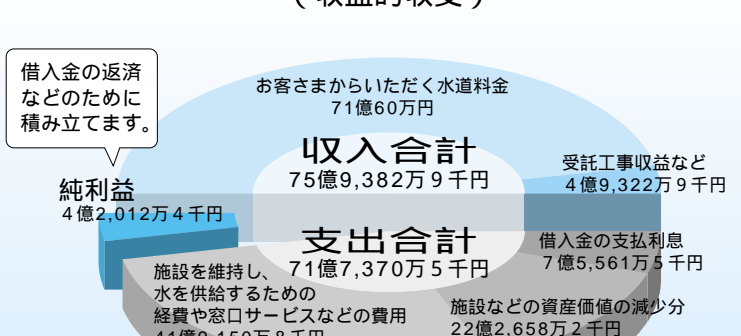 （収益的収支）
借入金の返済
などのために
積み立てます。
お客さまからいただく水道料金
71億60万円
収入合計
75億9,382万9千円
受託工事収益など
4億9,322万9千円
純利益
4億2,012万4千円
支出合計
71億7,370万5千円
借入金の支払利息
7億5,561万5千円
施設を維持し、
水を供給するための
経費や窓口サービスなどの費用
施設などの資産価値の減少分
22億2,658万2千円